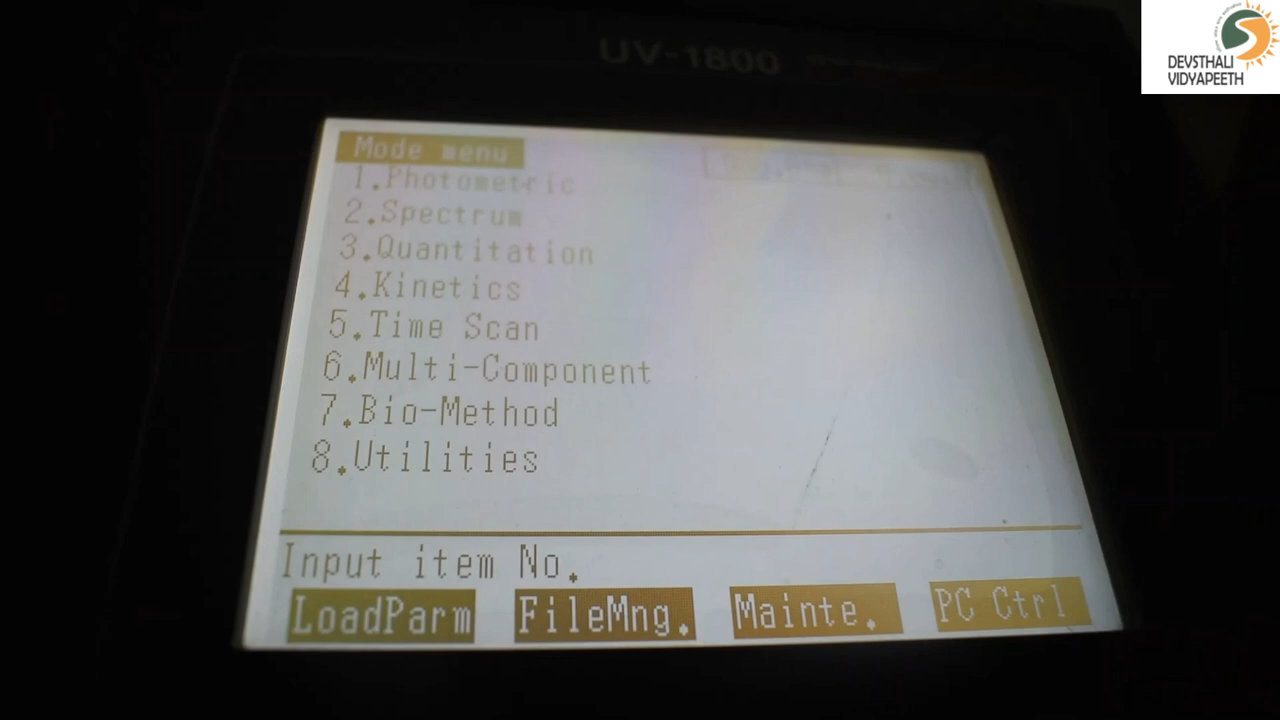 DEVSTHALI
VIDYAPEETH
UV-1800
Mode menu
1.Photometric
2.Spectrum
3.Quantitation
4.Kinetics
5.Time Scan
6.Multi-Component
7.Bio-Method
8.Utilities
Input item No.
LoadParm FileMng. Mainte. PC Ctrl